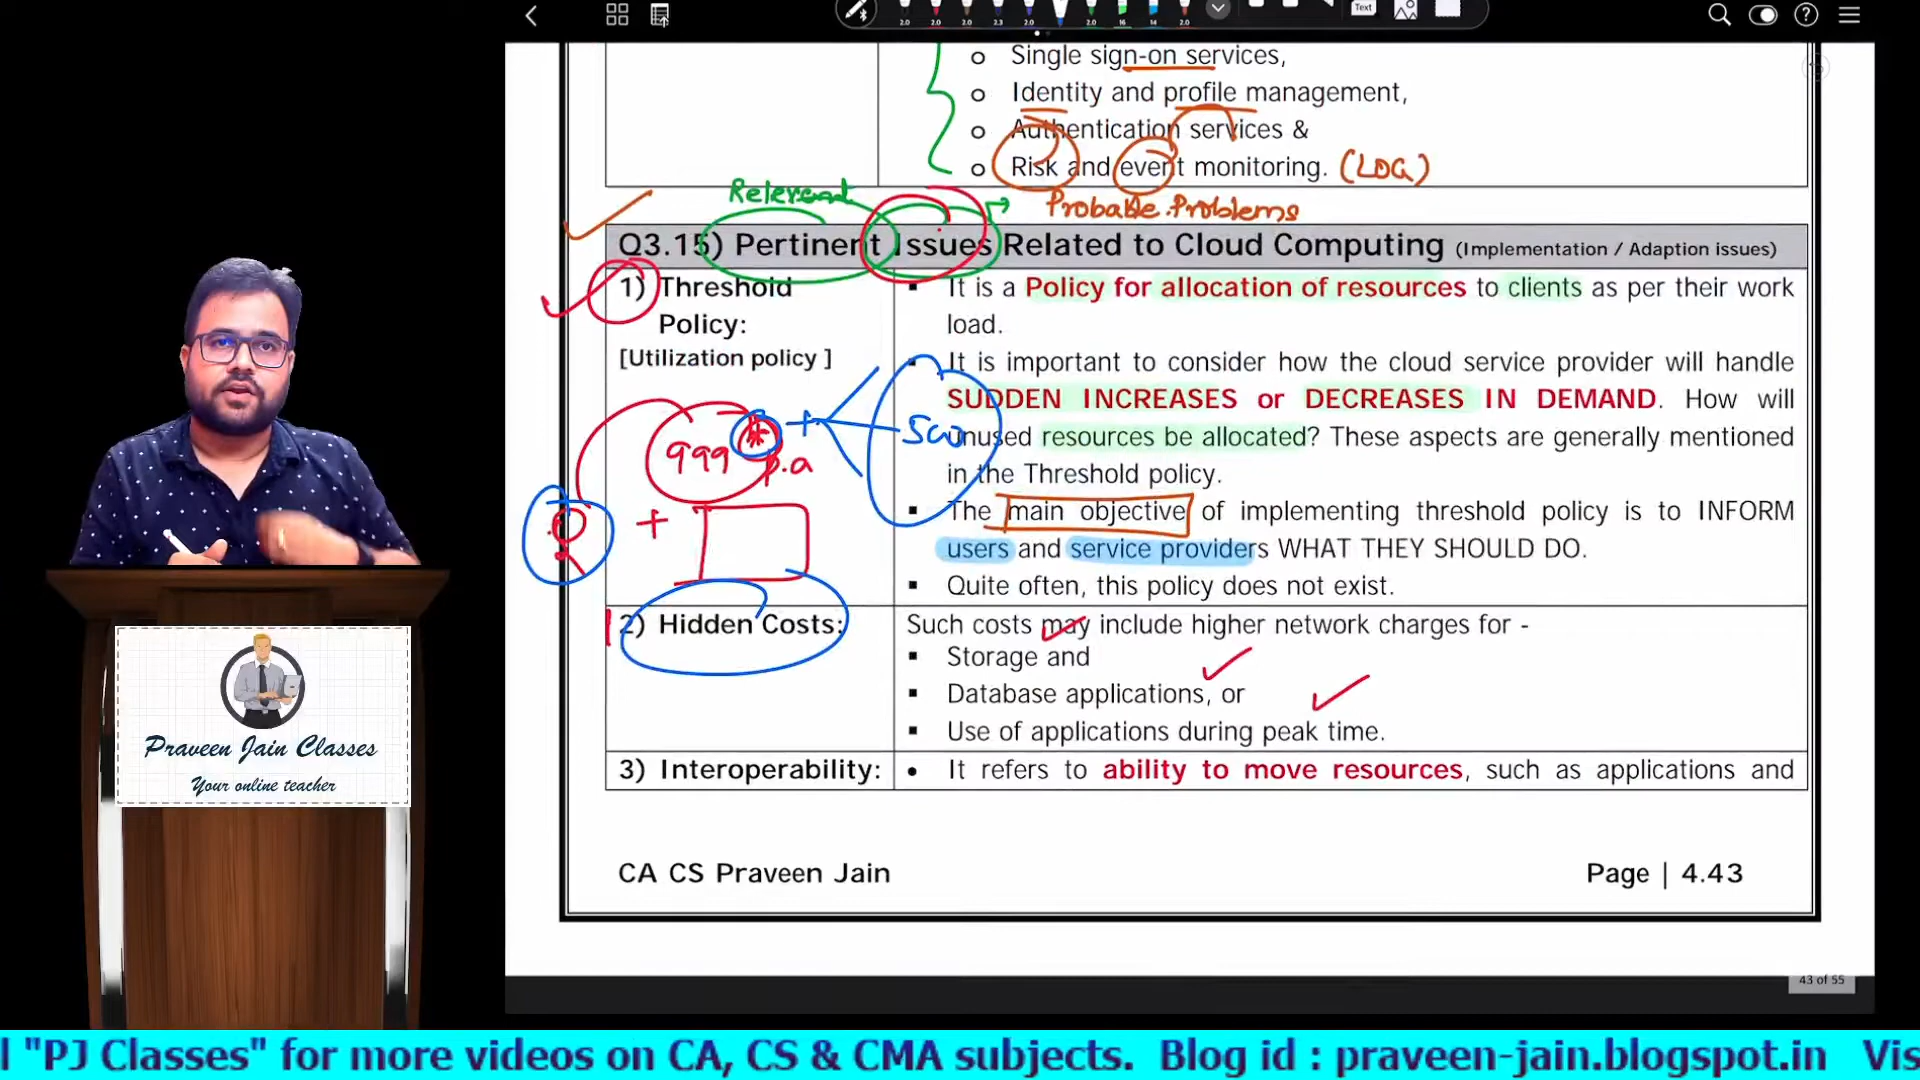 Text
o Single sign-on services,
o Identity and profile management,
o Authentication services &
o Risk and event monitoring. (LOG)
Relevant
Probable Problems
Q3.15) Pertinent Issues Related to Cloud Computing (Implementation / Adaption issues)
1) Threshold Policy:
[Utilization policy ]
▪ It is a Policy for allocation of resources to clients as per their work
load.
▪ It is important to consider how the cloud service provider will handle
SUDDEN INCREASES or DECREASES IN DEMAND. How will
unused resources be allocated? These aspects are generally mentioned
in the Threshold policy.
▪ The main objective of implementing threshold policy is to INFORM
users and service providers WHAT THEY SHOULD DO.
▪ Quite often, this policy does not exist.
999 * p.a + 500
+
2) Hidden Costs:
Such costs may include higher network charges for -
▪ Storage and
▪ Database applications, or
▪ Use of applications during peak time.
3) Interoperability:
• It refers to ability to move resources, such as applications and
CA CS Praveen Jain
Page | 4.43
43 of 55
Praveen Jain Classes
Your online teacher
l "PJ Classes" for more videos on CA, CS & CMA subjects. Blog id : praveen-jain.blogspot.in Vis